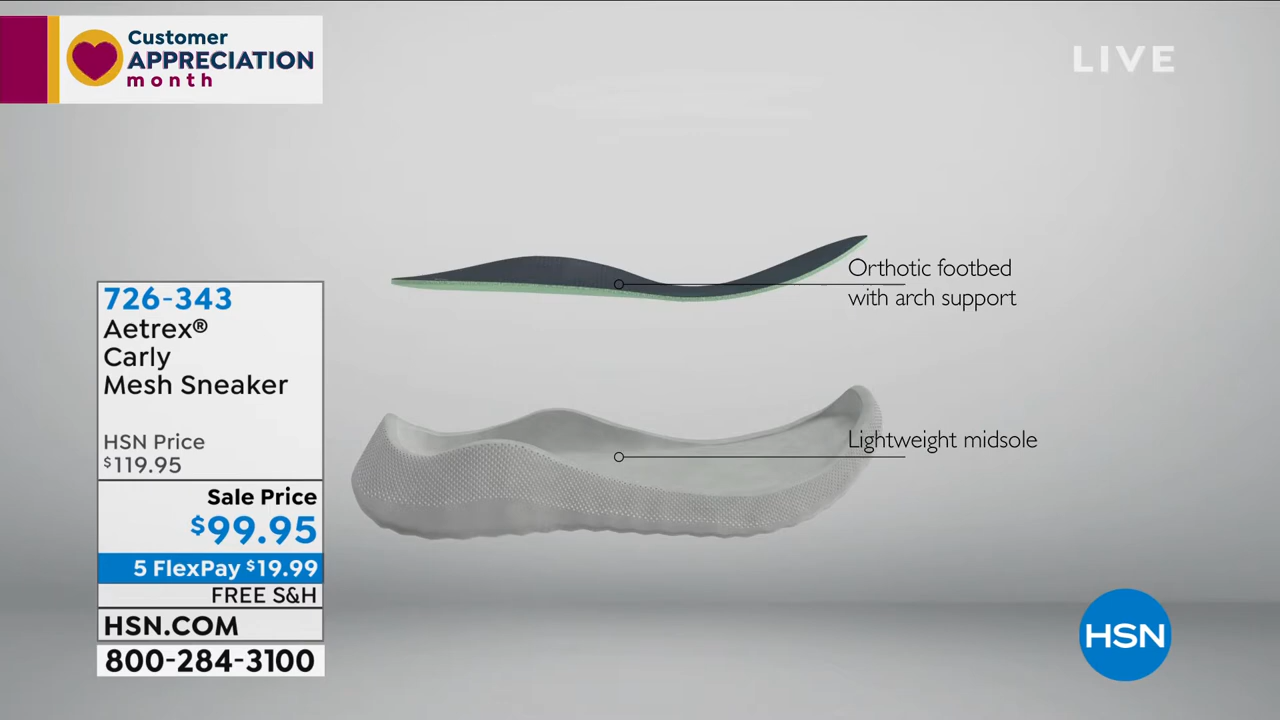 Customer
APPRECIATION
month
LIVE
Orthotic footbed
with arch support
Lightweight midsole
726-343
Aetrex®
Carly
Mesh Sneaker
HSN Price
$119.95
Sale Price
$99.95
5 FlexPay $19.99
FREE S&H
HSN.COM
800-284-3100
HSN